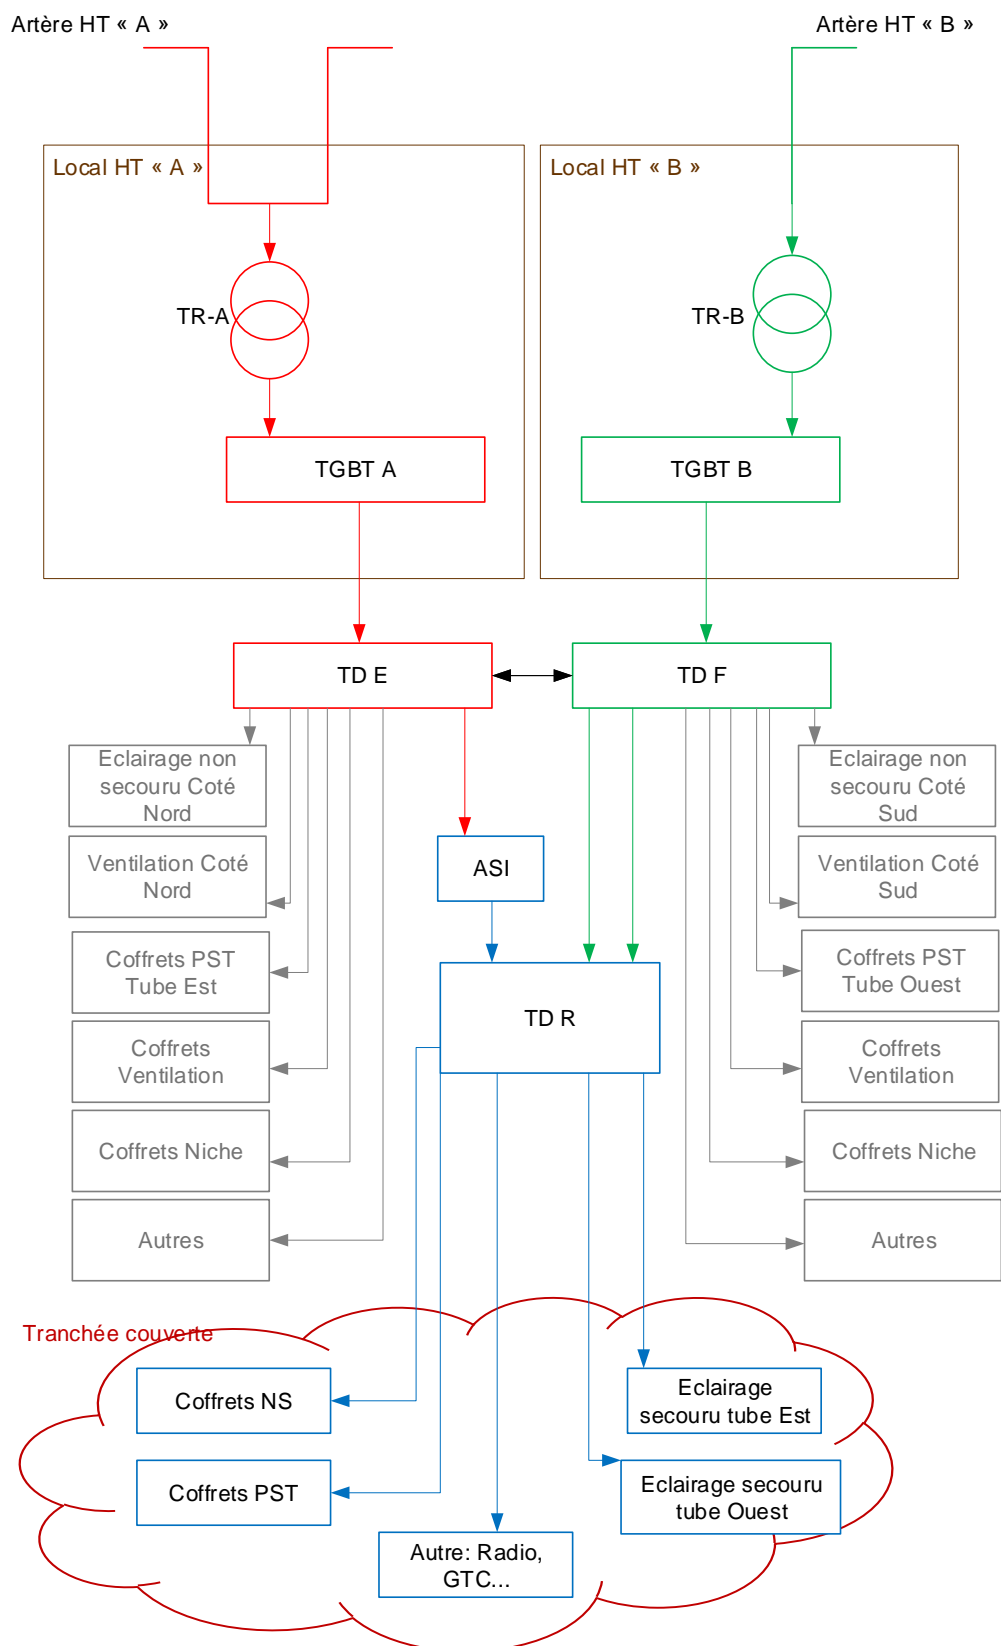 Artère HT « A »
Artère HT « B »
Local HT « A »
Local HT « B »
TR-A
TR-B
TGBT A
TGBT B
TD E
TD F
Eclairage non
secouru Coté
Nord
Eclairage non
secouru Coté
Sud
Ventilation Coté
Nord
ASI
Ventilation Coté
Sud
Coffrets PST
Tube Est
Coffrets PST
Tube Ouest
TD R
Coffrets
Ventilation
Coffrets
Ventilation
Coffrets Niche
Coffrets Niche
Autres
Autres
Tranchée couverte
Coffrets NS
Eclairage
secouru tube Est
Coffrets PST
Eclairage secouru
tube Ouest
Autre: Radio,
GTC...